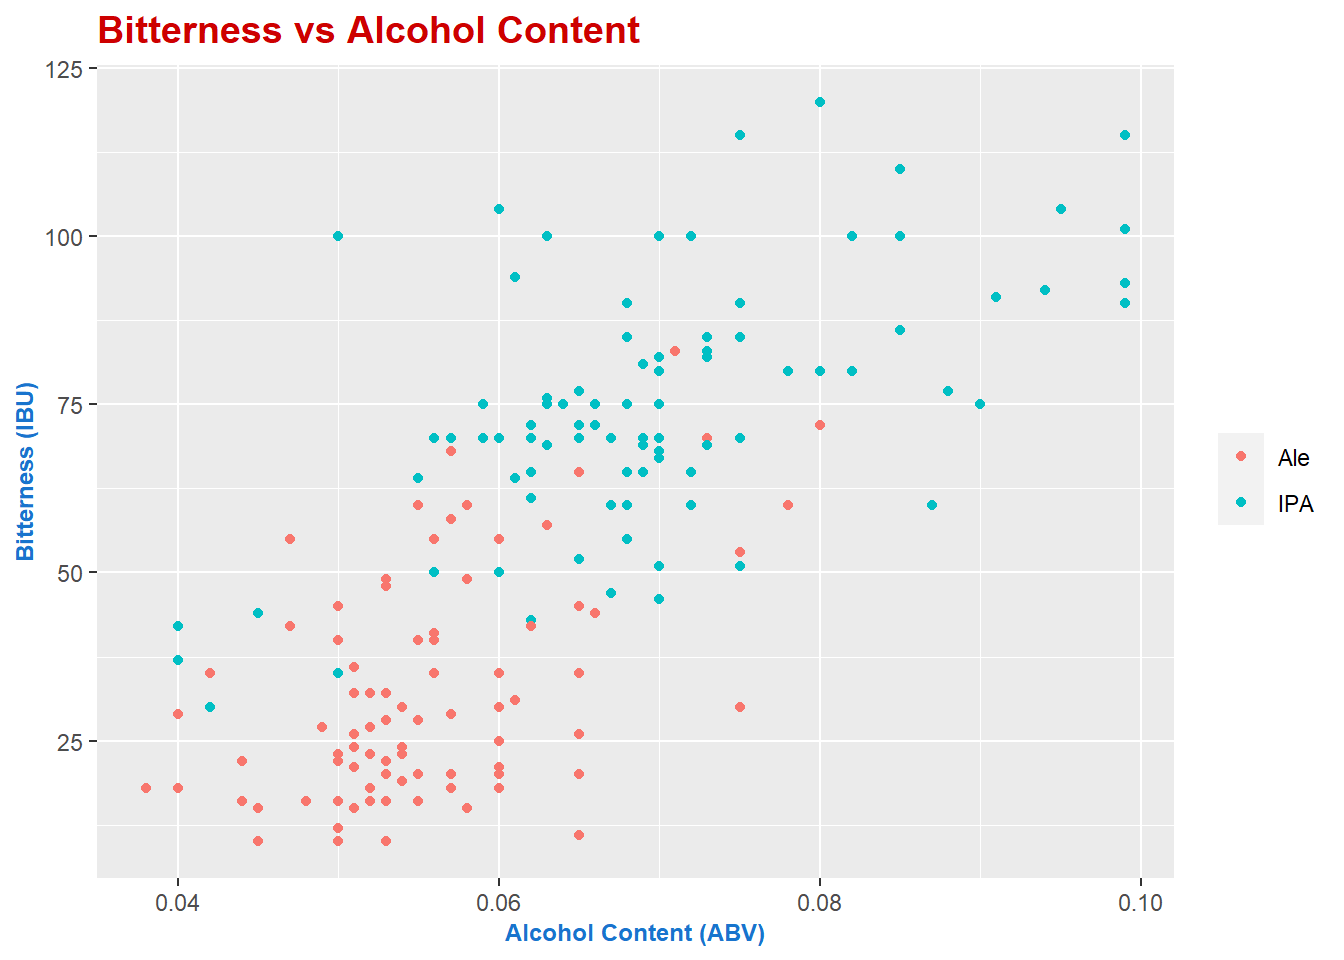 Bitterness vs Alcohol Content
125
100
75
50
25
Bitterness (IBU)
0.04 0.06 0.08 0.10
Alcohol Content (ABV)
Ale
IPA